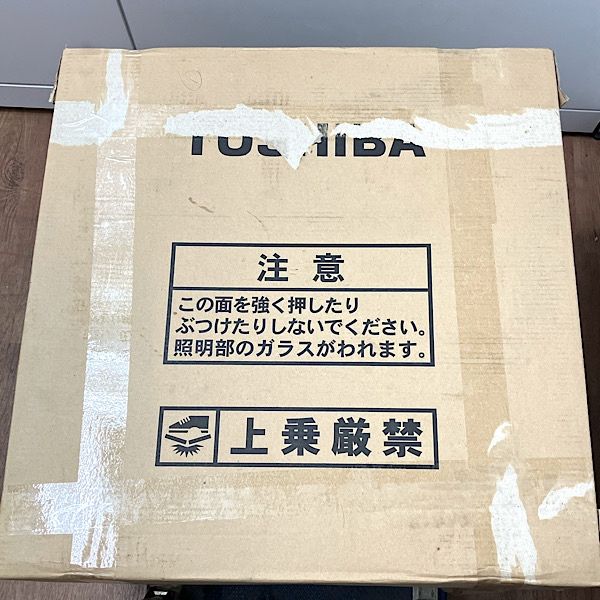 TOSHIBA
注意
この面を強く押したり
ぶつけたりしないでください。
照明部のガラスがわれます。
上乗厳禁